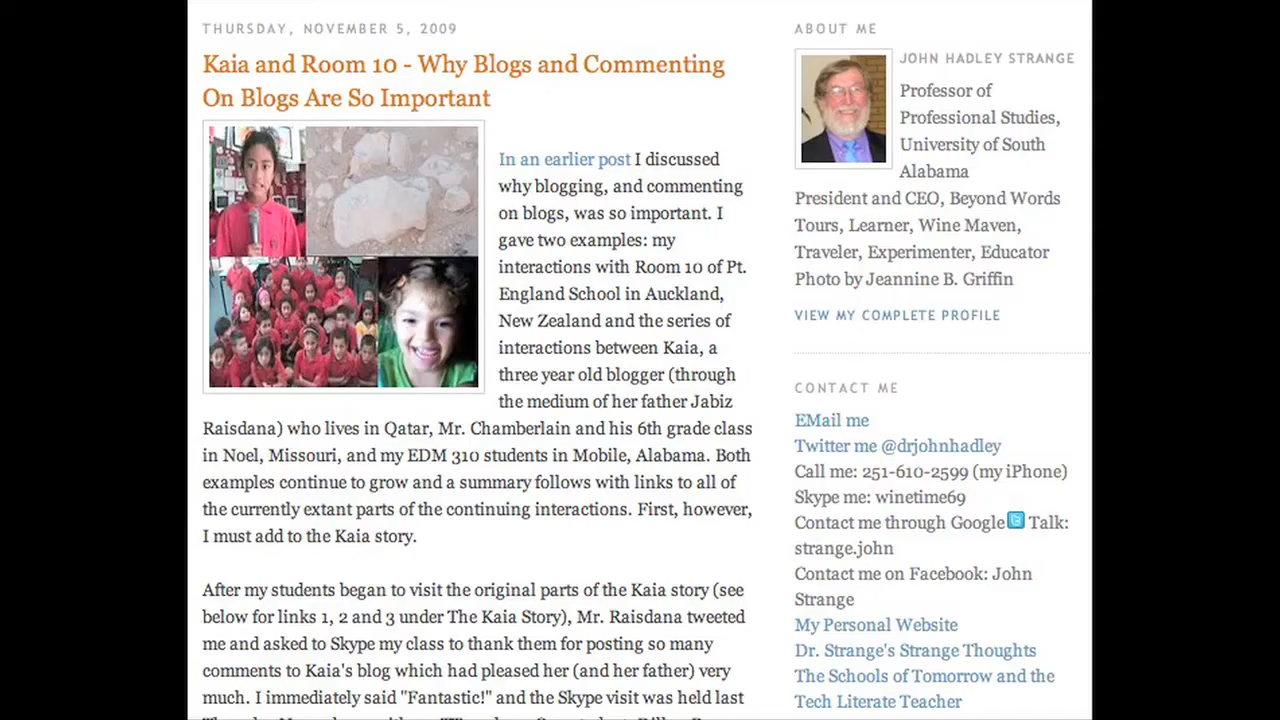 THURSDAY, NOVEMBER 5, 2009
Kaia and Room 10 - Why Blogs and Commenting
On Blogs Are So Important
In an earlier post I discussed
why blogging, and commenting
on blogs, was so important. I
gave two examples: my
interactions with Room 10 of Pt.
England School in Auckland,
New Zealand and the series of
interactions between Kaia, a
three year old blogger (through
the medium of her father Jabiz
Raisdana) who lives in Qatar, Mr. Chamberlain and his 6th grade class
in Noel, Missouri, and my EDM 310 students in Mobile, Alabama. Both
examples continue to grow and a summary follows with links to all of
the currently extant parts of the continuing interactions. First, however,
I must add to the Kaia story.
After my students began to visit the original parts of the Kaia story (see
below for links 1, 2 and 3 under The Kaia Story), Mr. Raisdana tweeted
me and asked to Skype my class to thank them for posting so many
comments to Kaia's blog which had pleased her (and her father) very
much. I immediately said "Fantastic!" and the Skype visit was held last
ABOUT ME
JOHN HADLEY STRANGE
Professor of
Professional Studies,
University of South
Alabama
President and CEO, Beyond Words
Tours, Learner, Wine Maven,
Traveler, Experimenter, Educator
Photo by Jeannine B. Griffin
VIEW MY COMPLETE PROFILE
CONTACT ME
EMail me
Twitter me @drjohnhadley
Call me: 251-610-2599 (my iPhone)
Skype me: winetime69
Contact me through Google Talk:
strange.john
Contact me on Facebook: John
Strange
My Personal Website
Dr. Strange's Strange Thoughts
The Schools of Tomorrow and the
Tech Literate Teacher